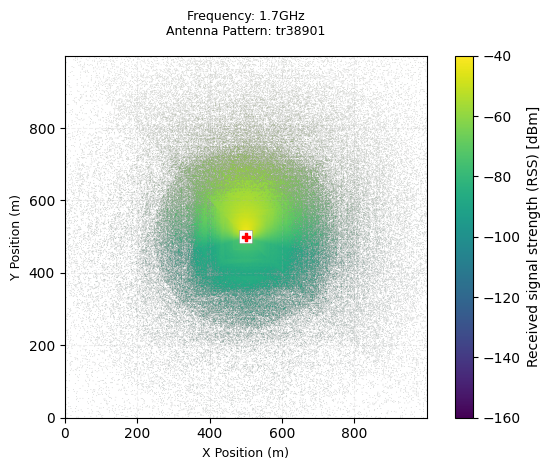 Frequency: 1.7GHz
Antenna Pattern: tr38901
Y Position (m)
800
600
400
200
0
0 200 400 600 800
X Position (m)
−40
−60
−80
−100
−120
−140
−160
Received signal strength (RSS) [dBm]